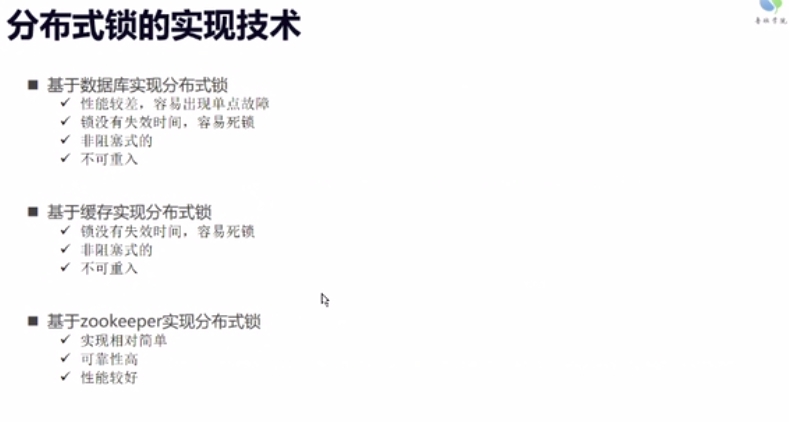 分布式锁的实现技术
基于数据库实现分布式锁
性能较差，容易出现单点故障
锁没有失效时间，容易死锁
非阻塞式的
不可重入
基于缓存实现分布式锁
锁没有失效时间，容易死锁
非阻塞式的
不可重入
基于zookeeper实现分布式锁
实现相对简单
可靠性高
性能较好